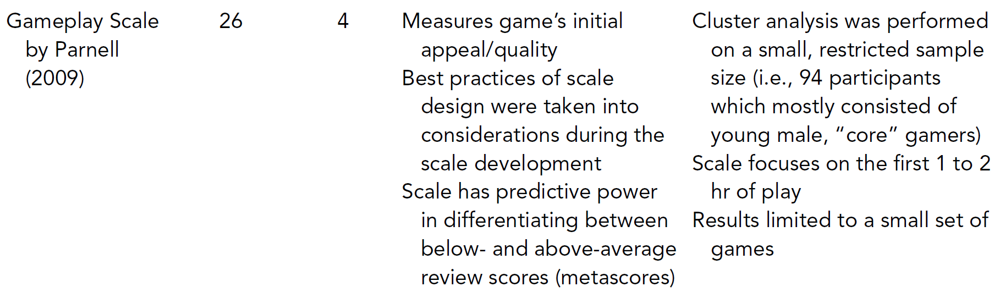 Gameplay Scale
by Parnell
(2009)
26
4
Measures game’s initial
appeal/quality
Best practices of scale
design were taken into
considerations during the
scale development
Scale has predictive power
in differentiating between
below- and above-average
review scores (metascores)
Cluster analysis was performed
on a small, restricted sample
size (i.e., 94 participants
which mostly consisted of
young male, “core” gamers)
Scale focuses on the first 1 to 2
hr of play
Results limited to a small set of
games